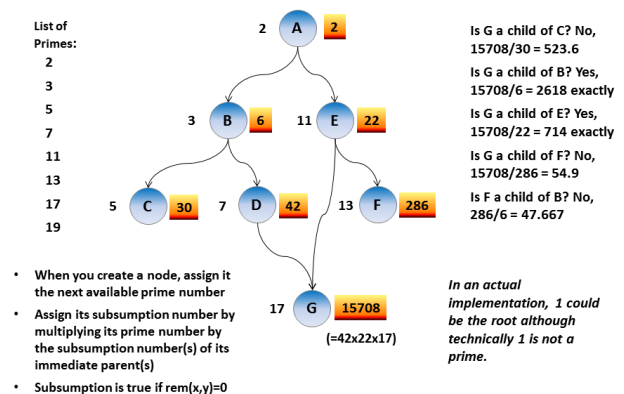 List of
Primes:
2
3
5
7
11
13
17
19
2 A 2
3 B 6
11 E 22
5 C 30
7 D 42
13 F 286
17 G 15708
(=42x22x17)
Is G a child of C? No,
15708/30 = 523.6
Is G a child of B? Yes,
15708/6 = 2618 exactly
Is G a child of E? Yes,
15708/22 = 714 exactly
Is G a child of F? No,
15708/286 = 54.9
Is F a child of B? No,
286/6 = 47.667
• When you create a node, assign it
the next available prime number
• Assign its subsumption number by
multiplying its prime number by
the subsumption number(s) of its
immediate parent(s)
• Subsumption is true if rem(x,y)=0
In an actual
implementation, 1 could
be the root although
technically 1 is not a
prime.